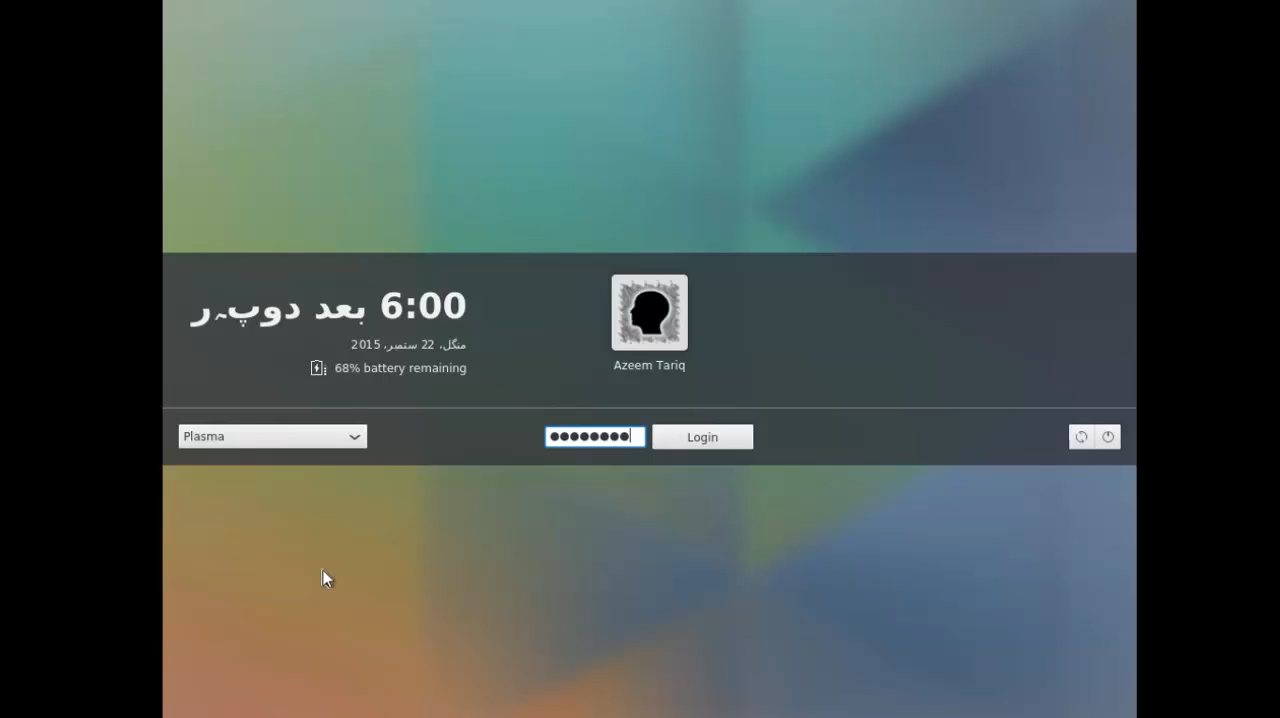 6:00 بعد دوپہر
منگل، 22 ستمبر، 2015
68% battery remaining
Azeem Tariq
Plasma
Login